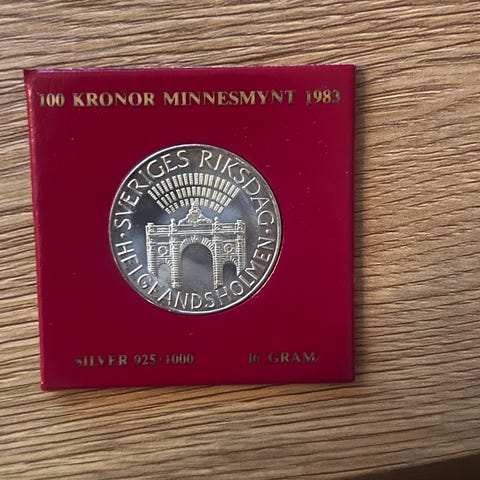 100 KRONOR MINNESMYNT 1983
· SVERIGES RIKSDAG ·
HELGEANDSHOLMEN
SILVER 925/1000 16 GRAM